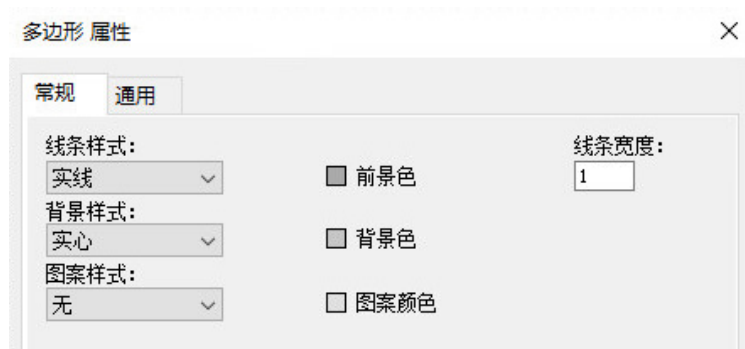 多边形 属性
常规 通用
线条样式: 线条宽度:
实线 前景色 1
背景样式:
实心 背景色
图案样式:
无 图案颜色